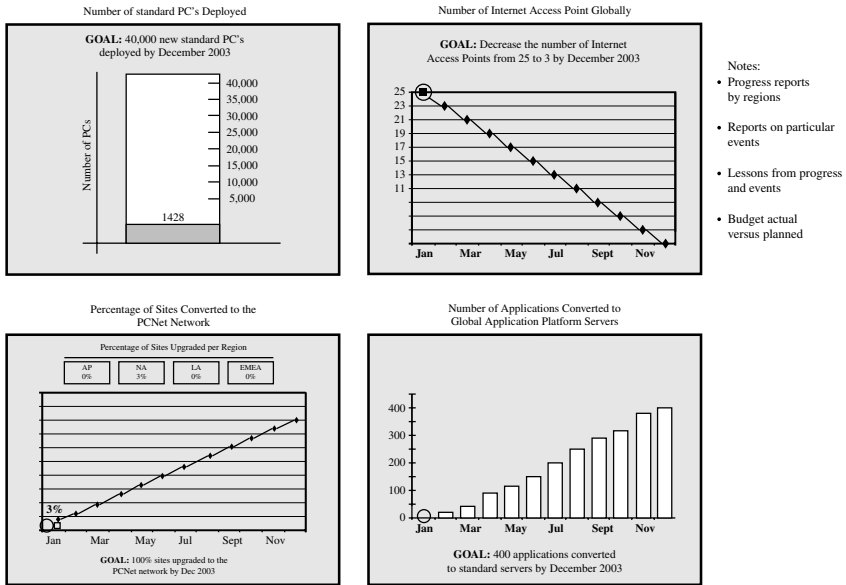 Number of standard PC's Deployed
GOAL: 40,000 new standard PC's
deployed by December 2003
Number of PCs
40,000
35,000
30,000
25,000
20,000
15,000
10,000
5,000
1428
Number of Internet Access Point Globally
GOAL: Decrease the number of Internet
Access Points from 25 to 3 by December 2003
25
23
21
19
17
15
13
11
Jan Mar May Jul Sept Nov
Notes:
• Progress reports
by regions
• Reports on particular
events
• Lessons from progress
and events
• Budget actual
versus planned
Percentage of Sites Converted to the
PCNet Network
Percentage of Sites Upgraded per Region
AP
0%
NA
3%
LA
0%
EMEA
0%
3%
Jan Mar May Jul Sept Nov
GOAL: 100% sites upgraded to the
PCNet network by Dec 2003
Number of Applications Converted to
Global Application Platform Servers
400
300
200
100
0
Jan Mar May Jul Sept Nov
GOAL: 400 applications converted
to standard servers by December 2003